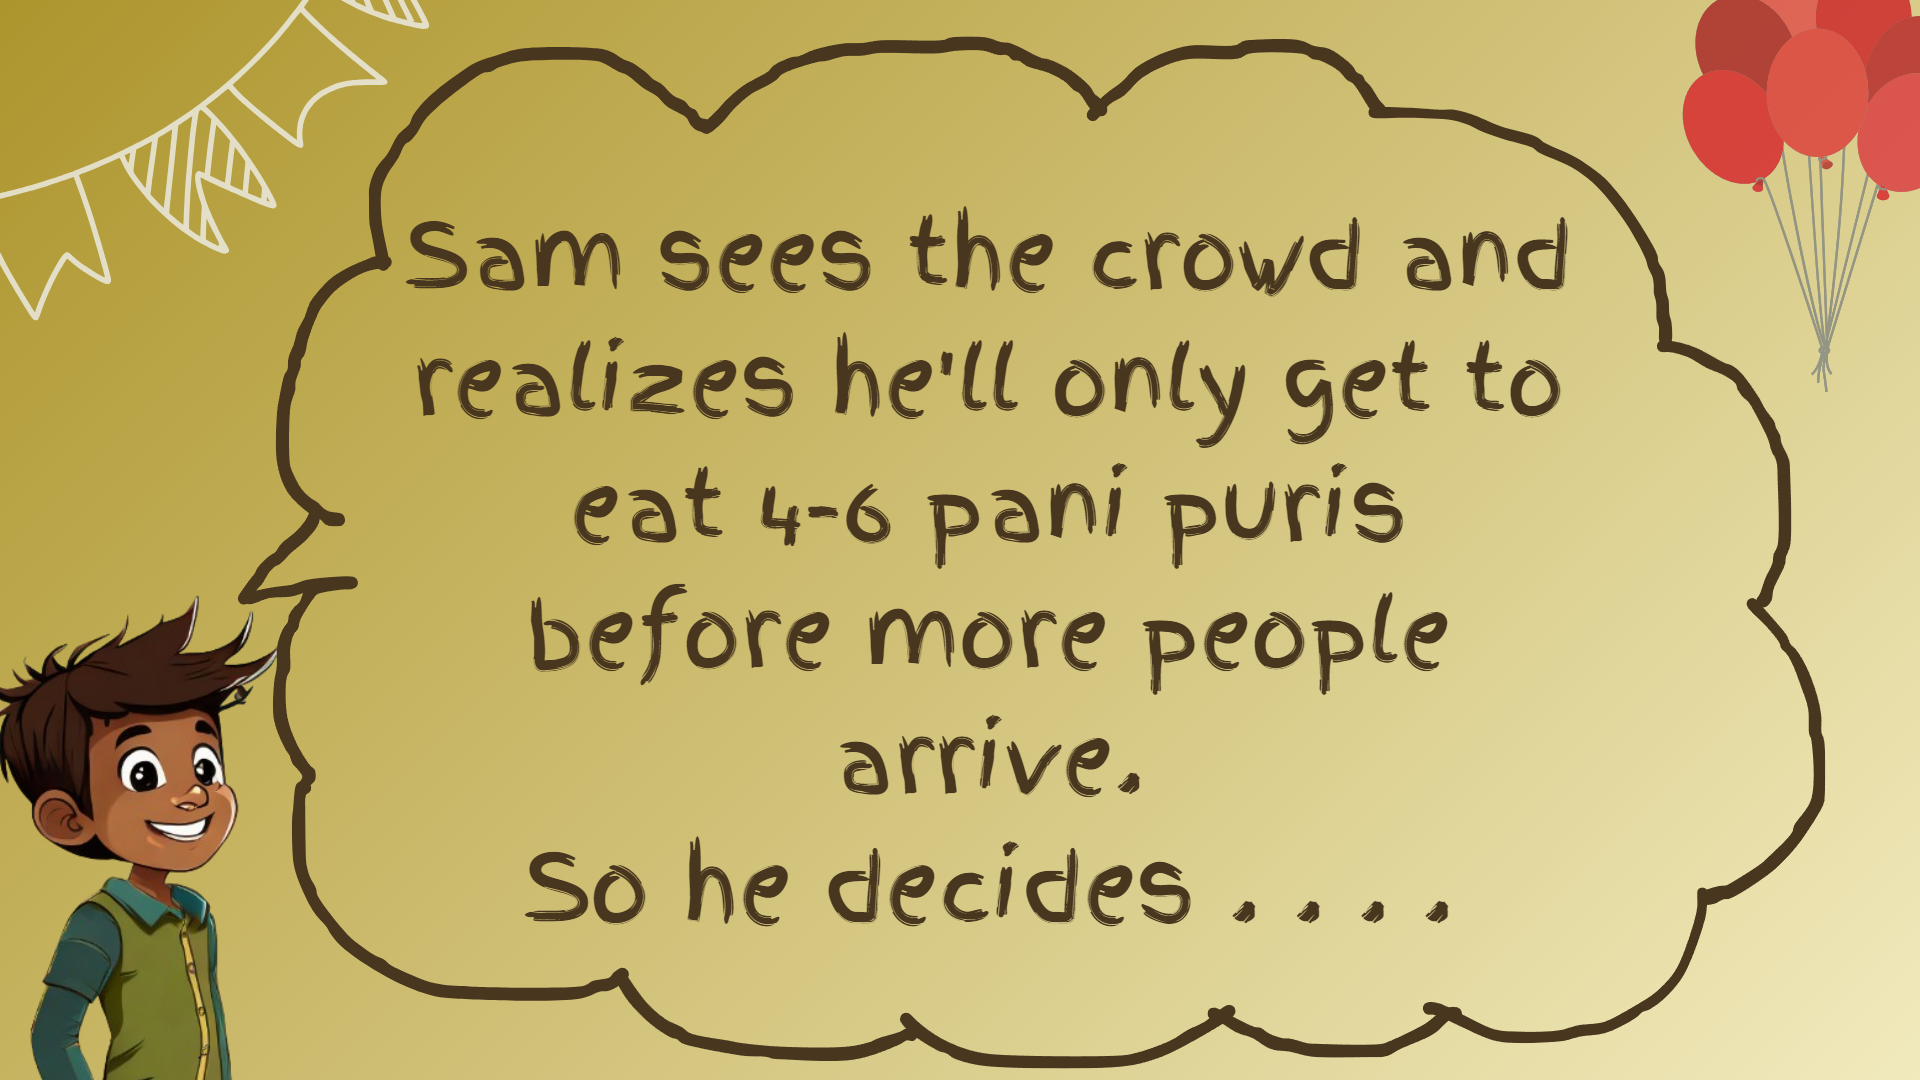 Sam sees the crowd and
realizes he'll only get to
eat 4-6 pani puris
before more people
arrive.
So he decides . . . .